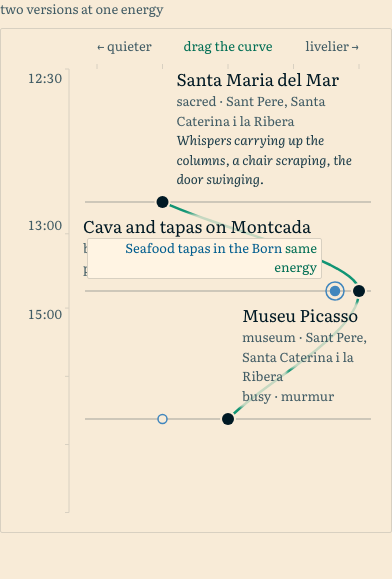 two versions at one energy
← quieter drag the curve livelier →
12:30
Santa Maria del Mar
sacred · Sant Pere, Santa
Caterina i la Ribera
Whispers carrying up the
columns, a chair scraping, the
door swinging.
13:00
Cava and tapas on Montcada
Seafood tapas in the Born same
energy
15:00
Museu Picasso
museum · Sant Pere,
Santa Caterina i la
Ribera
busy · murmur